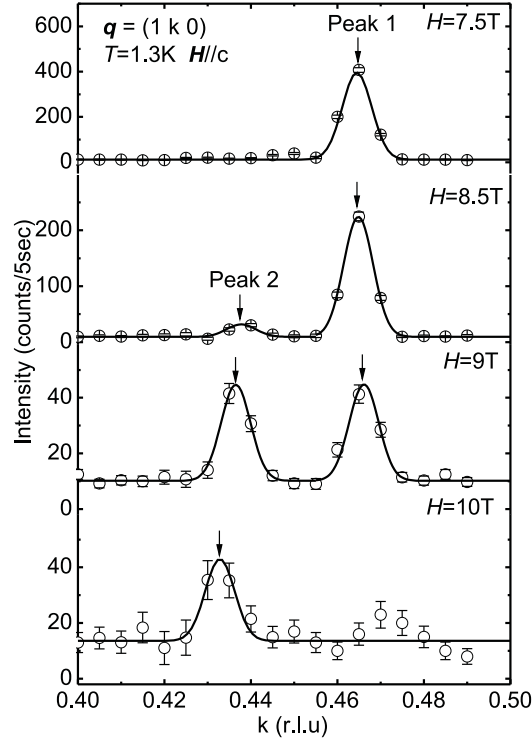 q = (1 k 0)
T=1.3K H//c
Peak 1
H=7.5T
600
400
200
0
H=8.5T
Peak 2
200
100
0
H=9T
40
20
0
H=10T
40
20
0
Intensity (counts/5sec)
0.40 0.42 0.44 0.46 0.48 0.50
k (r.l.u)